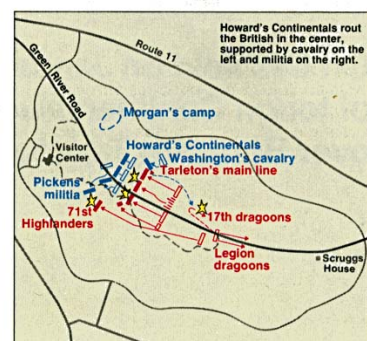 Howard's Continentals rout
the British in the center,
supported by cavalry on the
left and militia on the right.
Route 11
Green River Road
Morgan's camp
Visitor
Center
Howard's Continentals
Washington's cavalry
Tarleton's main line
Pickens'
militia
71st
Highlanders
17th dragoons
Legion
dragoons
Scruggs
House